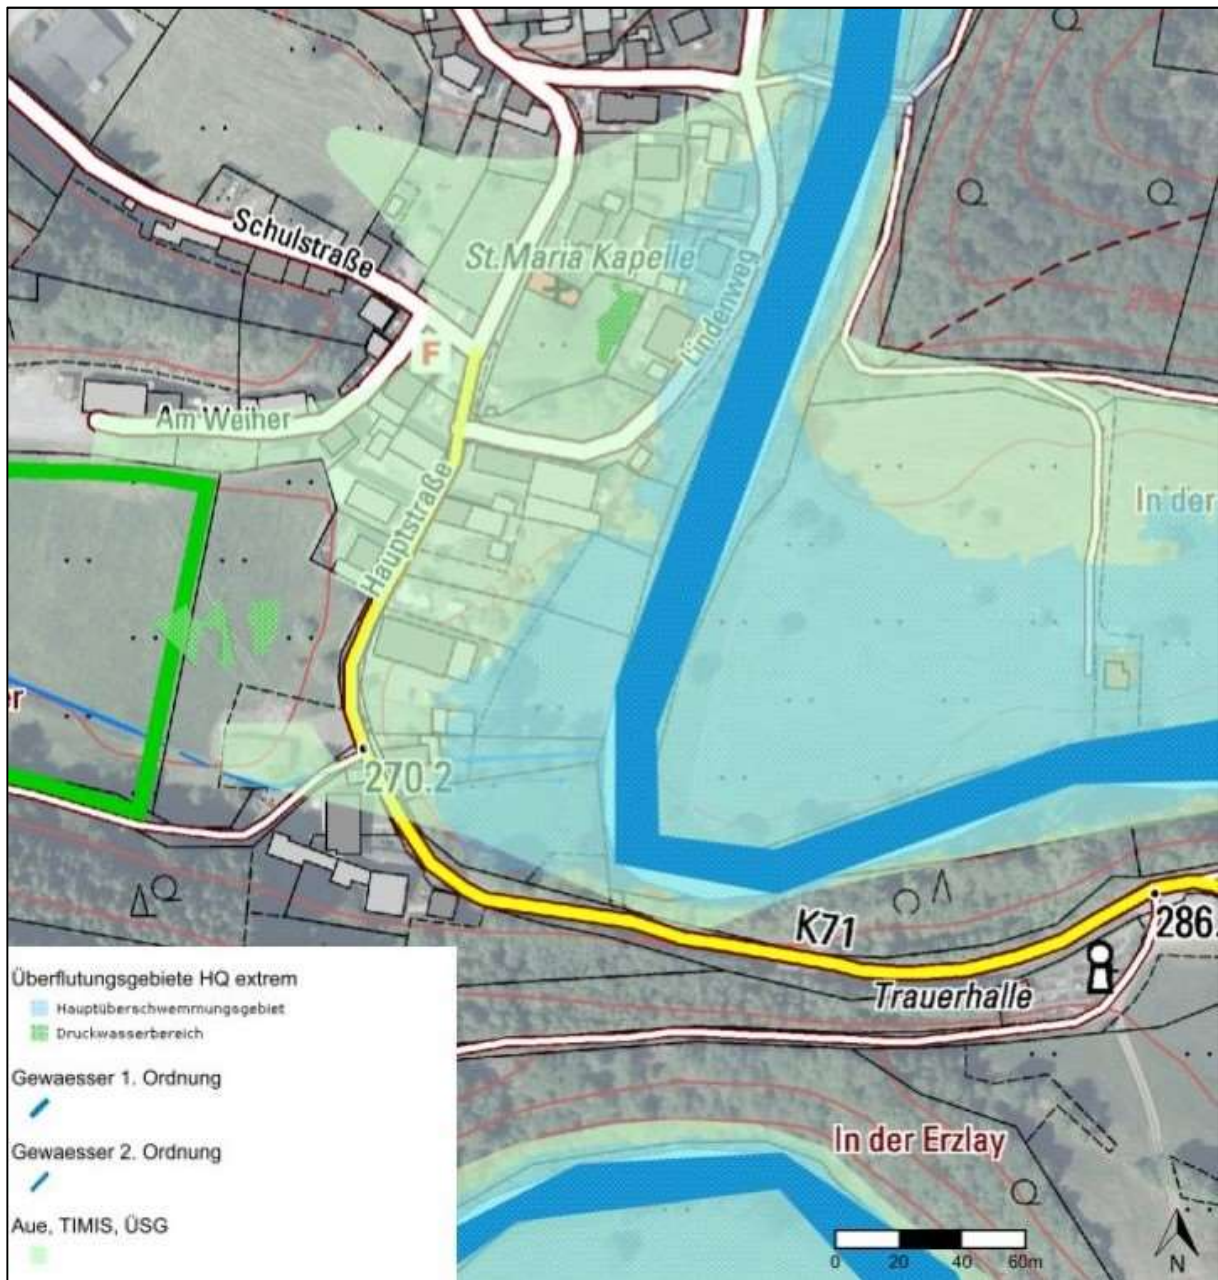 Schulstraße
St.Maria Kapelle
Lindenweg
F
Am Weiher
Hauptstraße
In der
er
270.2
K71
286.
Trauerhalle
In der Erzlay
Überflutungsgebiete HQ extrem
Hauptüberschwemmungsgebiet
Druckwasserbereich
Gewaesser 1. Ordnung
Gewaesser 2. Ordnung
Aue, TIMIS, ÜSG
0 20 40 60m
N